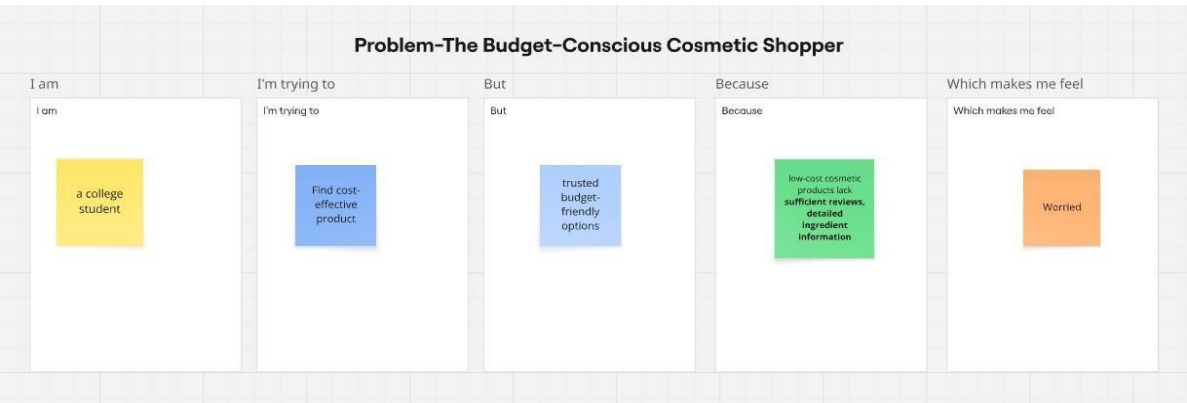 Problem-The Budget-Conscious Cosmetic Shopper
I am
I'm trying to
But
Because
Which makes me feel
I am
I'm trying to
But
Because
Which makes me feel
a college
student
Find cost-
effective
product
trusted
budget-
friendly
options
low-cost cosmetic
products lack
sufficient reviews,
detailed
ingredient
information
Worried